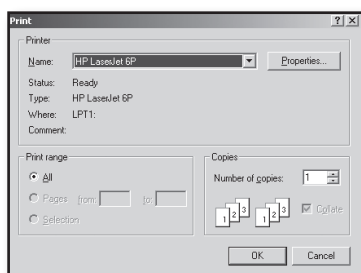 Print
Printer
Name: HP LaserJet 6P Properties...
Status: Ready
Type: HP LaserJet 6P
Where: LPT1:
Comment:
Print range
All
Pages from: to:
Selection
Copies
Number of copies: 1
1 2 3 1 2 3 Collate
OK Cancel